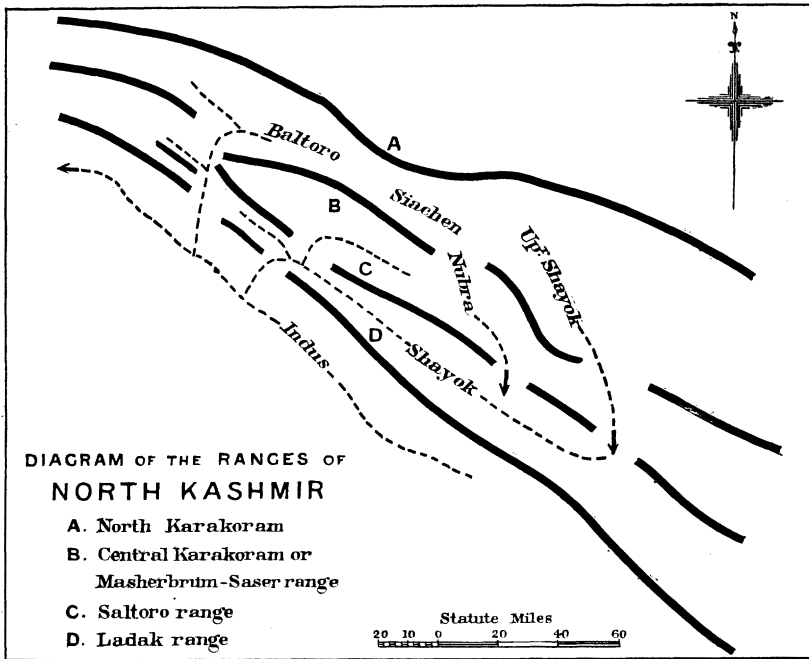 N
A
Baltoro
B
Siachen
Upr. Shayok
Nubra
C
D
Shayok
Indus
DIAGRAM OF THE RANGES OF
NORTH KASHMIR
A. North Karakoram
B. Central Karakoram or
Masherbrum-Saser range
C. Saltoro range
D. Ladak range
Statute Miles
20 10 0 20 40 60